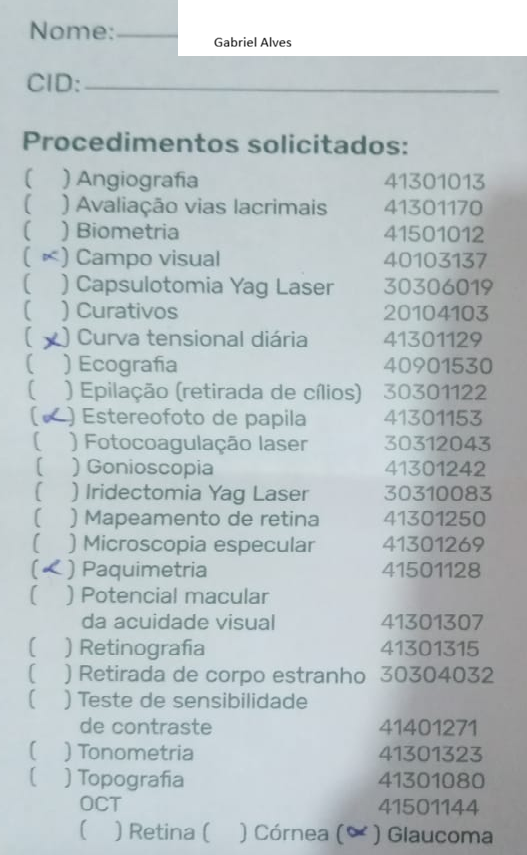 Nome:
Gabriel Alves
CID:
Procedimentos solicitados:
( ) Angiografia 41301013
( ) Avaliação vias lacrimais 41301170
( ) Biometria 41501012
(x) Campo visual 40103137
( ) Capsulotomia Yag Laser 30306019
( ) Curativos 20104103
(x) Curva tensional diária 41301129
( ) Ecografia 40901530
( ) Epilação (retirada de cílios) 30301122
(x) Estereofoto de papila 41301153
( ) Fotocoagulação laser 30312043
( ) Gonioscopia 41301242
( ) Iridectomia Yag Laser 30310083
( ) Mapeamento de retina 41301250
( ) Microscopia especular 41301269
(x) Paquimetria 41501128
( ) Potencial macular
da acuidade visual 41301307
( ) Retinografia 41301315
( ) Retirada de corpo estranho 30304032
( ) Teste de sensibilidade
de contraste 41401271
( ) Tonometria 41301323
( ) Topografia 41301080
OCT 41501144
( ) Retina ( ) Córnea (x) Glaucoma